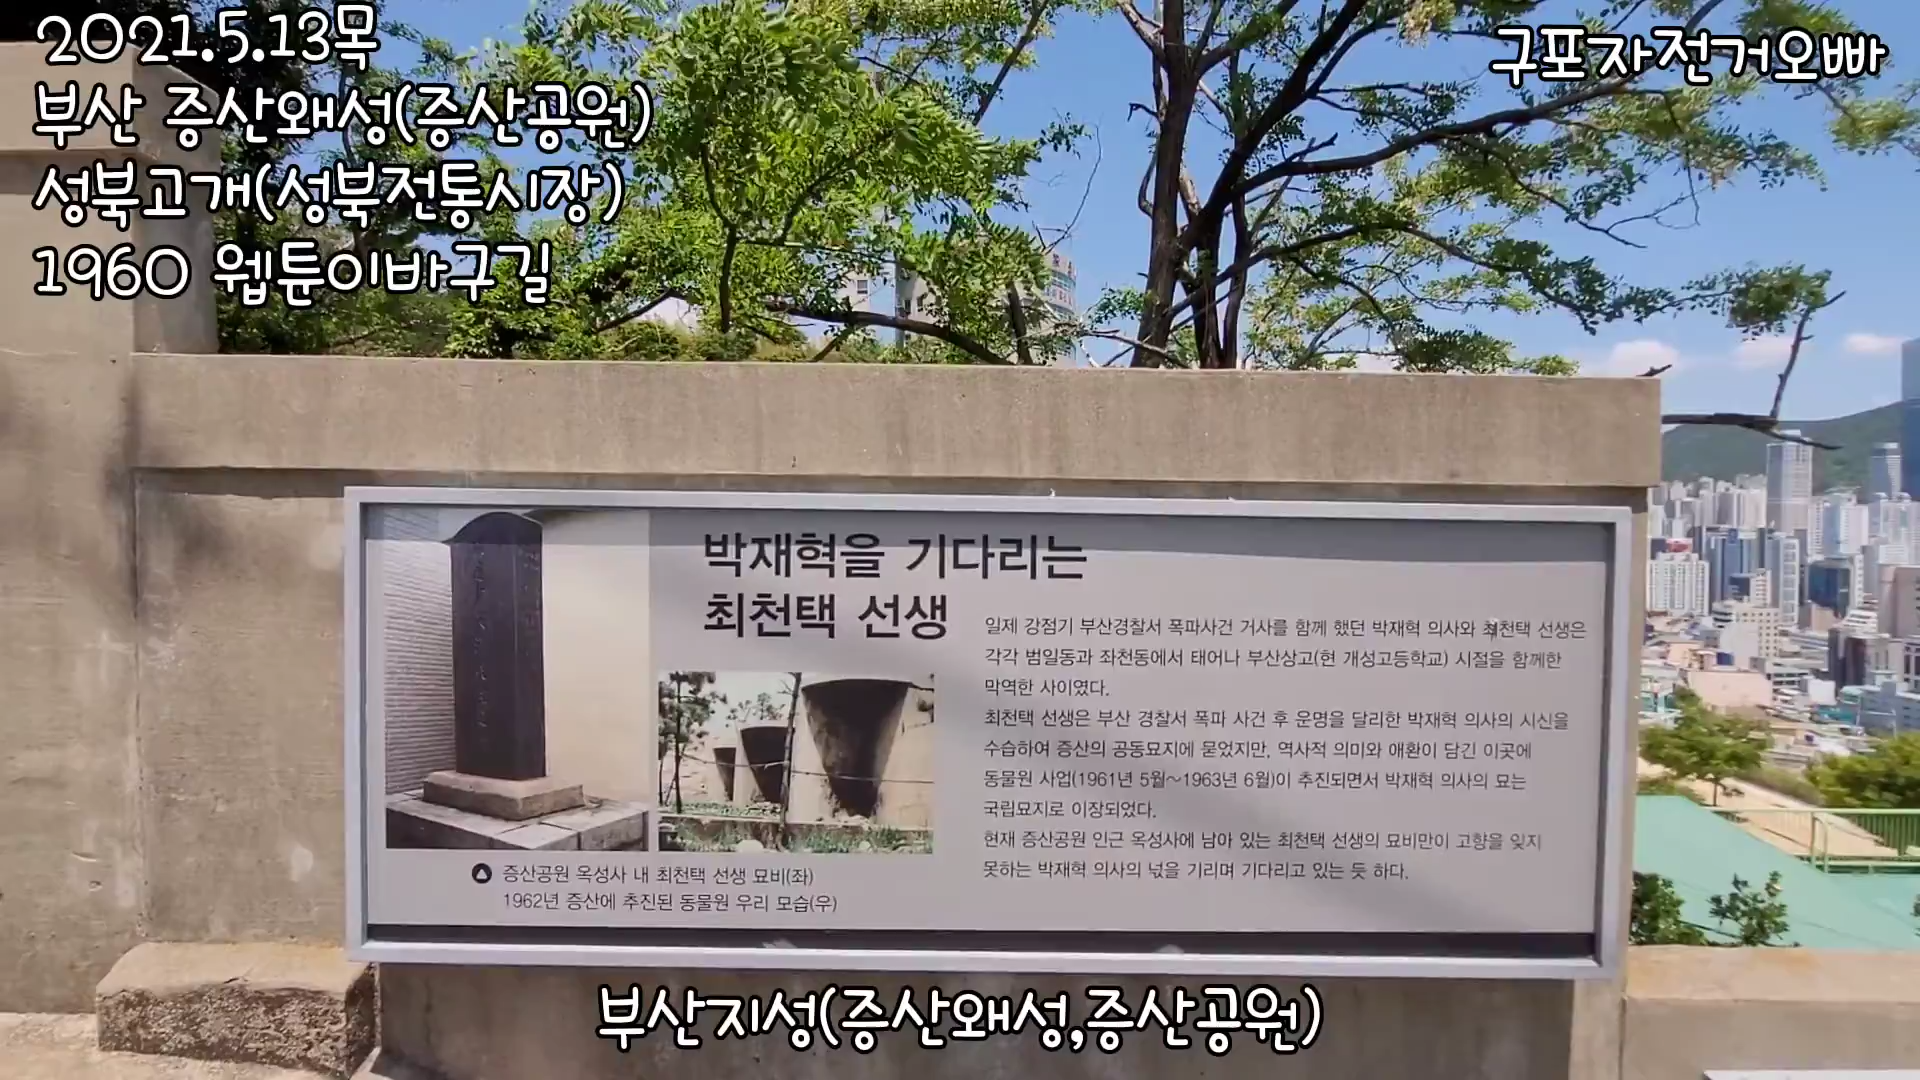 2021.5.13목
부산 증산왜성(증산공원)
성북고개(성북전통시장)
1960 웹툰이바구길
구포자전거오빠
박재혁을 기다리는
최천택 선생
일제 강점기 부산경찰서 폭파사건 거사를 함께 했던 박재혁 의사와 최천택 선생은
각각 범일동과 좌천동에서 태어나 부산상고(현 개성고등학교) 시절을 함께한
막역한 사이였다.
최천택 선생은 부산 경찰서 폭파 사건 후 운명을 달리한 박재혁 의사의 시신을
수습하여 증산의 공동묘지에 묻었지만, 역사적 의미와 애환이 담긴 이곳에
동물원 사업(1961년 5월~1963년 6월)이 추진되면서 박재혁 의사의 묘는
국립묘지로 이장되었다.
현재 증산공원 인근 옥성사에 남아 있는 최천택 선생의 묘비만이 고향을 잊지
못하는 박재혁 의사의 넋을 기리며 기다리고 있는 듯 하다.
증산공원 옥성사 내 최천택 선생 묘비(좌)
1962년 증산에 추진된 동물원 우리 모습(우)
부산지성(증산왜성,증산공원)